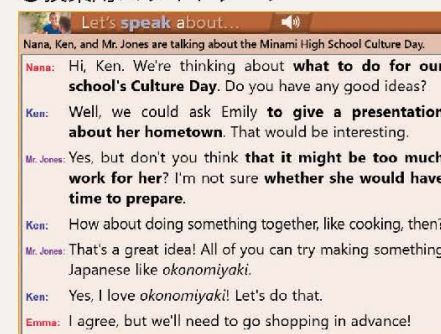 Let's speak about...
Nana, Ken, and Mr. Jones are talking about the Minami High School Culture Day.
Nana: Hi, Ken. We're thinking about what to do for our
school's Culture Day. Do you have any good ideas?
Ken: Well, we could ask Emily to give a presentation
about her hometown. That would be interesting.
Mr. Jones: Yes, but don't you think that it might be too much
work for her? I'm not sure whether she would have
time to prepare.
Ken: How about doing something together, like cooking, then?
Mr. Jones: That's a great idea! All of you can try making something
Japanese like okonomiyaki.
Ken: Yes, I love okonomiyaki! Let's do that.
Emma: I agree, but we'll need to go shopping in advance!